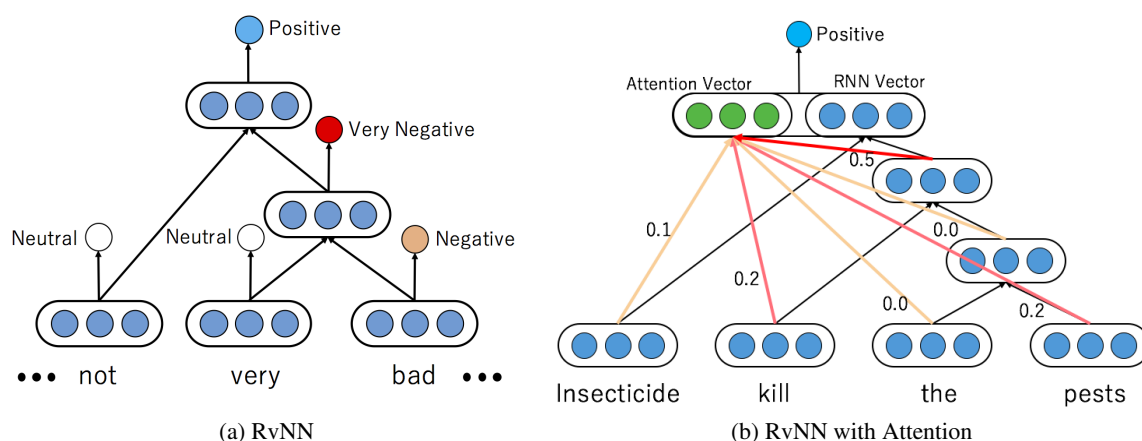 Positive
Very Negative
Neutral
Neutral
Negative
••• not very bad •••
(a) RvNN
Positive
Attention Vector
RNN Vector
0.5
0.1
0.0
0.2
0.0
0.2
Insecticide kill the pests
(b) RvNN with Attention